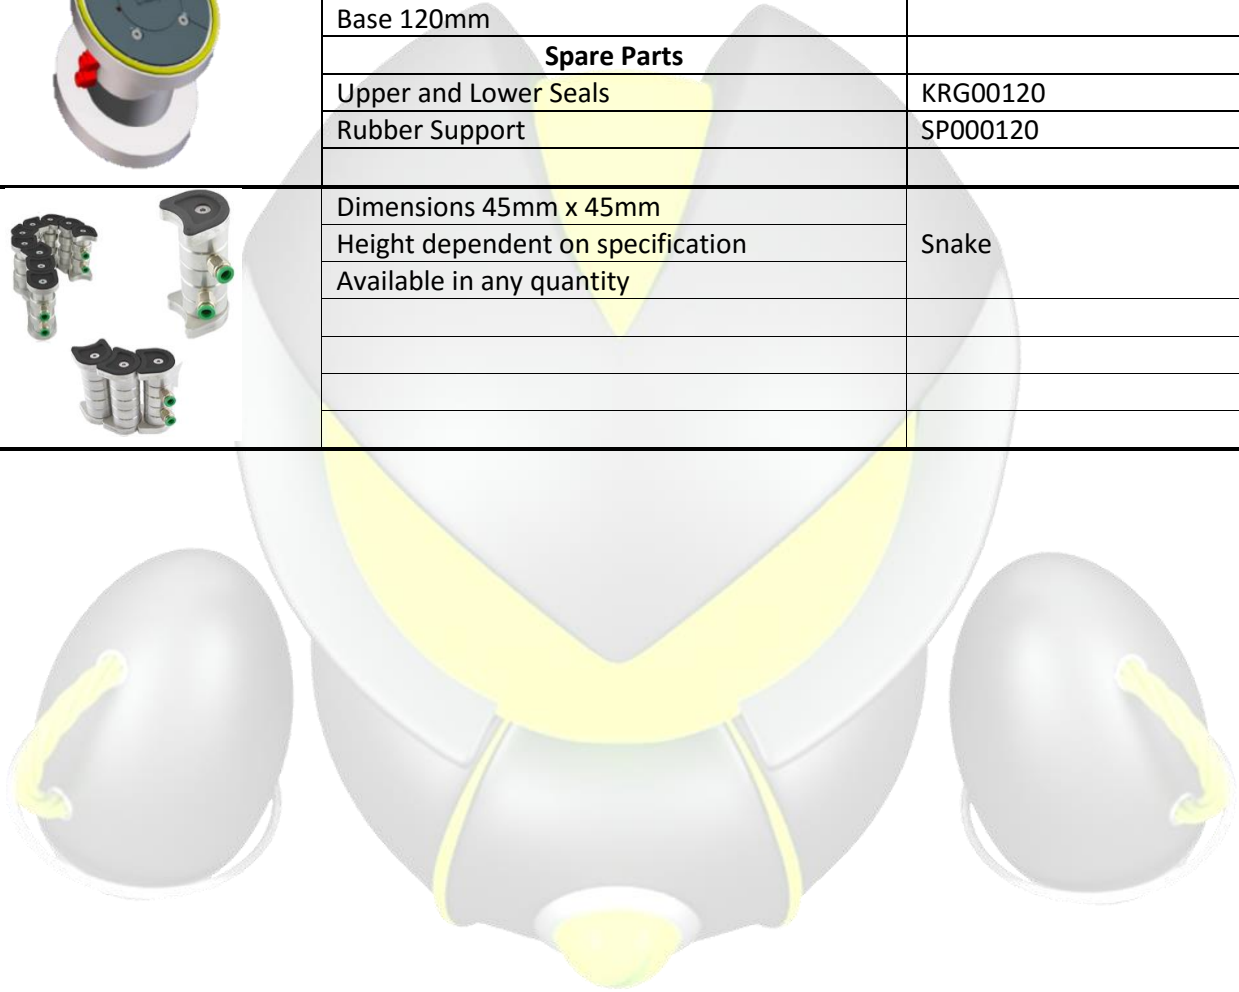 Base 120mm
Spare Parts
Upper and Lower Seals KRG00120
Rubber Support SP000120
Dimensions 45mm x 45mm
Height dependent on specification Snake
Available in any quantity